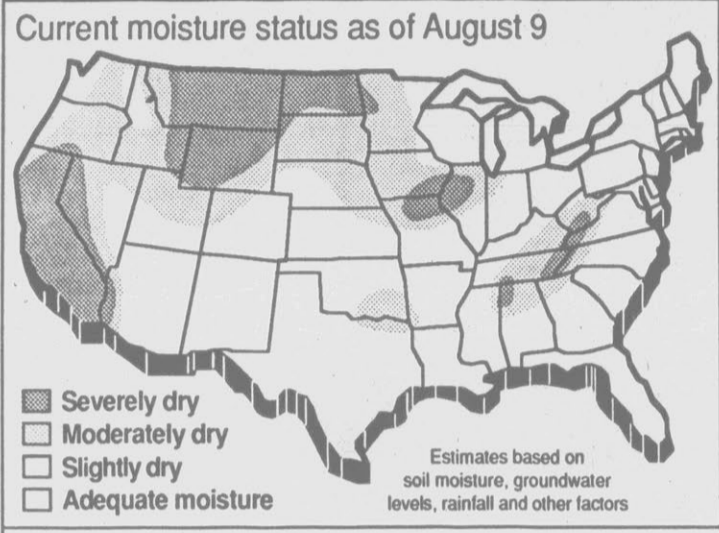 Current moisture status as of August 9
Severely dry
Moderately dry
Slightly dry
Adequate moisture
Estimates based on
soil moisture, groundwater
levels, rainfall and other factors